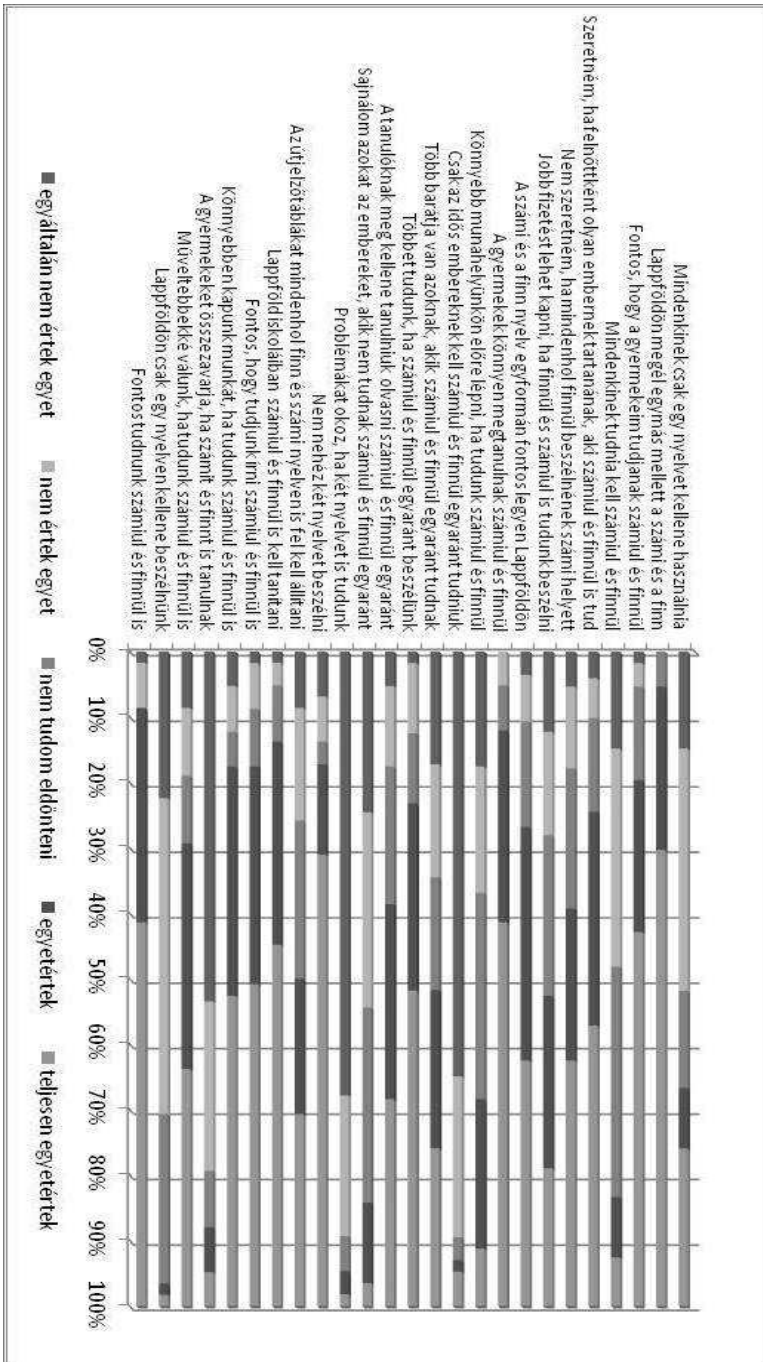 Mindenkinek csak egy nyelvet kellene használnia
Lappföldön megél egymás mellett a számi és a finn
Fontos, hogy a gyermekeim tudjanak számiul és finnül
Mindenkinek tudnia kell számiul és finnül
Szeretném, ha felnőttként olyan embernek tartanának, aki számiul és finnül is tud
Nem szeretném, ha mindenhol finnül beszélnének számi helyett
Jobb fizetést lehet kapni, ha finnül és számiul is tudunk beszélni
A számi és a finn nyelv egyformán fontos legyen Lappföldön
A gyermekek könnyen megtanulnak számiul és finnül
Könnyebb munahelyünkön előre lépni, ha tudunk számiul és finnül
Csak az idős embereknek kell számiul és finnül egyaránt tudniuk
Több barátja van azoknak, akik számiul és finnül egyaránt tudnak
Többet tudunk, ha számiul és finnül egyaránt beszélünk
A tanulóknak meg kellene tanulniuk olvasni számiul és finnül egyaránt
Sajnálom azokat az embereket, akik nem tudnak számiul és finnül egyaránt
Problémákat okoz, ha két nyelvet is tudunk
Nem nehéz két nyelvet beszélni
Az útjelzőtáblákat mindenhol finn és számi nyelven is fel kell állítani
Lappföld iskoláiban számiul és finnül is kell tanítani
Fontos, hogy tudjunk írni számiul és finnül is
Könnyebben kapunk munkát, ha tudunk számiul és finnül is
A gyermekeket összezavarja, ha számit és finnt is tanulnak
Műveltebbekké válunk, ha tudunk számiul és finnül is
Lappföldön csak egy nyelven kellene beszélnünk
Fontos tudnunk számiul és finnül is
0%
10%
20%
30%
40%
50%
60%
70%
80%
90%
100%
egyáltalán nem értek egyet
nem értek egyet
nem tudom eldönteni
egyetértek
teljesen egyetértek